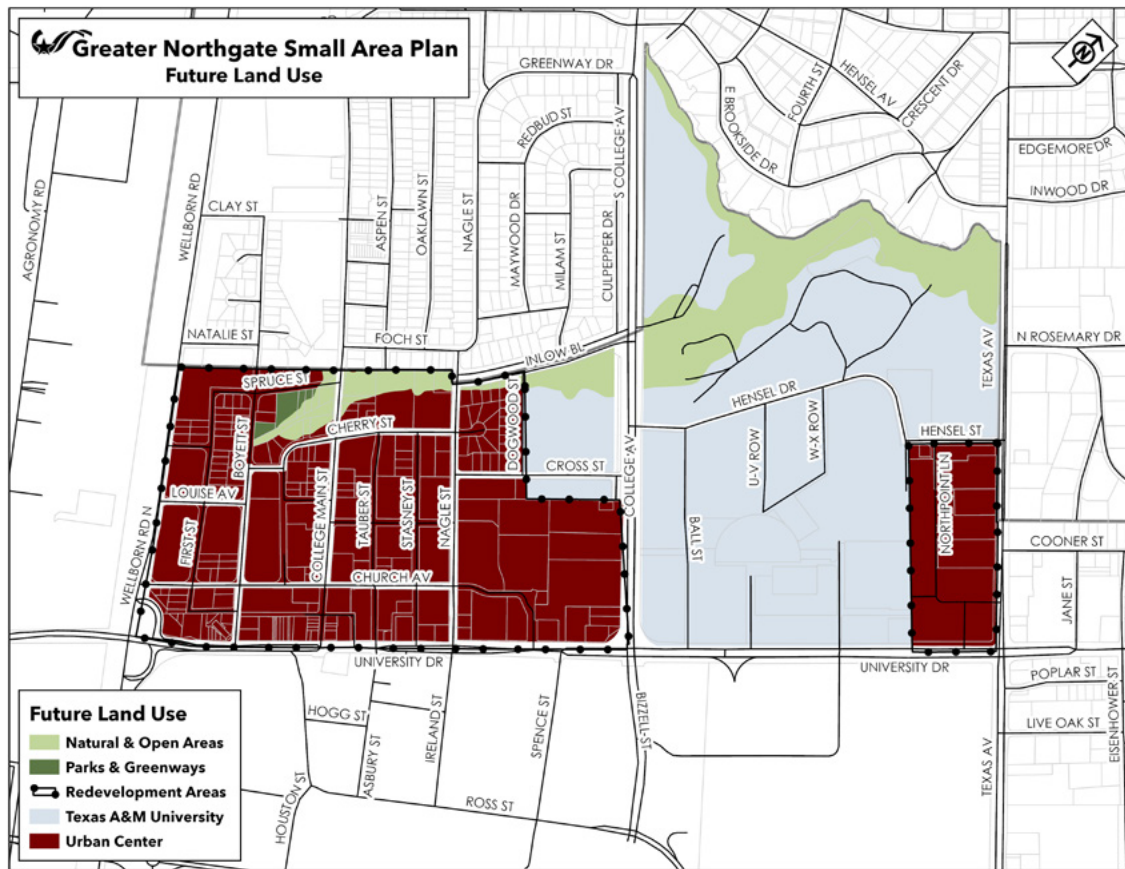 Greater Northgate Small Area Plan
Future Land Use
N
GREENWAY DR
REDBUD ST
S COLLEGE AV
E BROOKSIDE DR
FOURTH ST
HENSEL AV
CRESCENT DR
EDGEMORE DR
INWOOD DR
AGRONOMY RD
WELLBORN RD
CLAY ST
ASPEN ST
OAKLAWN ST
NAGLE ST
MAYWOOD DR
MILAM ST
CULPEPPER DR
NATALIE ST
FOCH ST
INLOW BL
TEXAS AV
N ROSEMARY DR
SPRUCE ST
HENSEL DR
DOGWOOD ST
CHERRY ST
BOYETT ST
U-V ROW
W-X ROW
HENSEL ST
CROSS ST
COLLEGE AV
LOUISE AV
FIRST ST
COLLEGE MAIN ST
TAUBER ST
STASNEY ST
NAGLE ST
BALL ST
NORTHPOINT LN
COONER ST
JANE ST
WELLBORN RD N
CHURCH AV
UNIVERSITY DR
UNIVERSITY DR
POPLAR ST
LIVE OAK ST
EISENHOWER ST
HOGG ST
ASBURY ST
IRELAND ST
SPENCE ST
BIZZELL ST
HOUSTON ST
ROSS ST
TEXAS AV
Future Land Use
Natural & Open Areas
Parks & Greenways
Redevelopment Areas
Texas A&M University
Urban Center